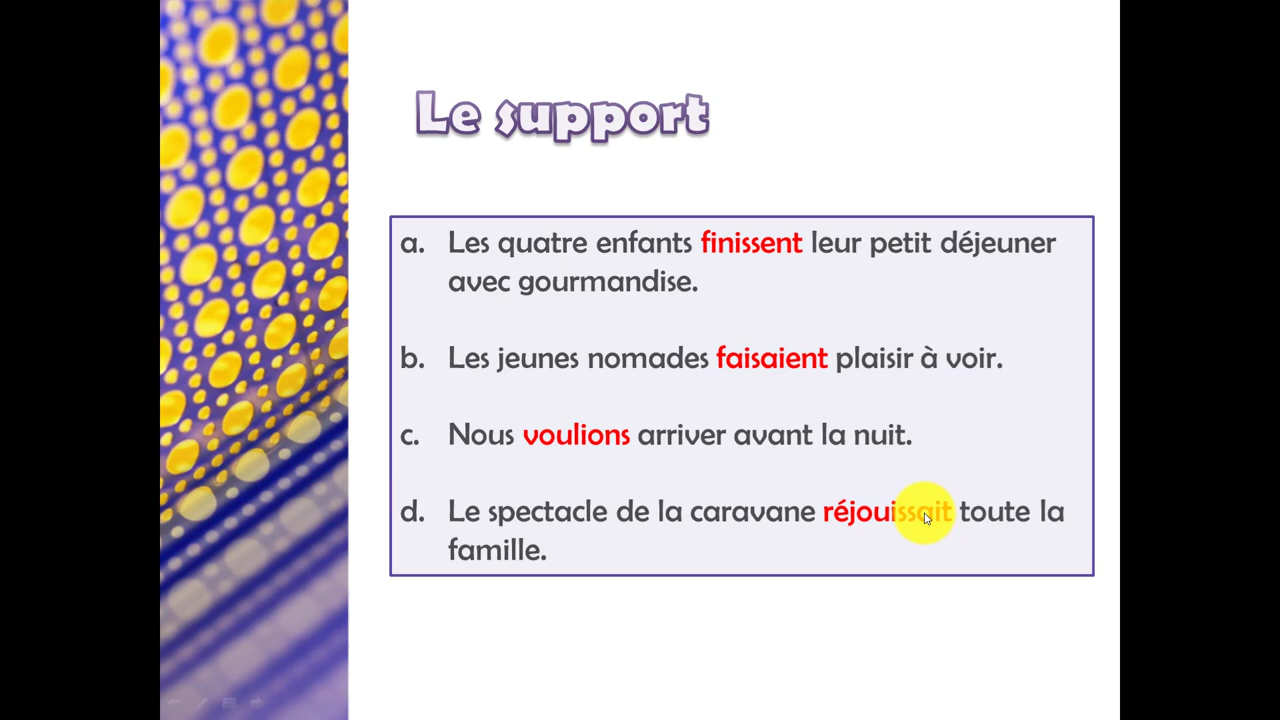 Le support
a. Les quatre enfants finissent leur petit déjeuner
avec gourmandise.
b. Les jeunes nomades faisaient plaisir à voir.
c. Nous voulions arriver avant la nuit.
d. Le spectacle de la caravane réjouissait toute la
famille.